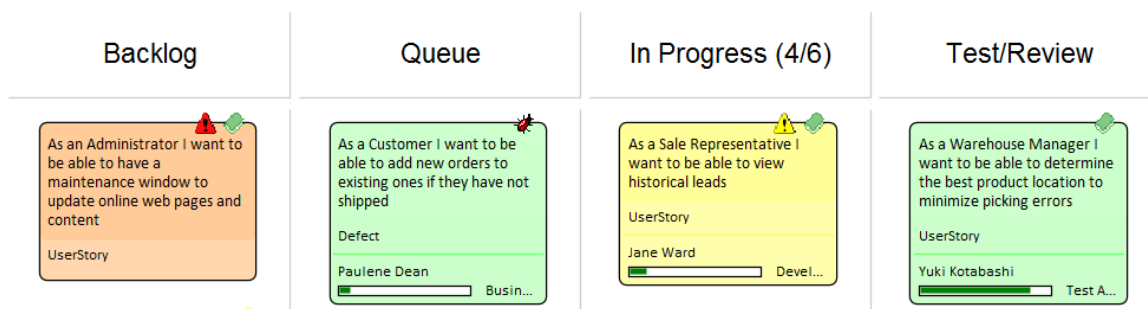 Backlog
Queue
In Progress (4/6)
Test/Review
As an Administrator I want to
be able to have a
maintenance window to
update online web pages and
content
UserStory
As a Customer I want to be
able to add new orders to
existing ones if they have not
shipped
Defect
Paulene Dean
Busin...
As a Sale Representative I
want to be able to view
historical leads
UserStory
Jane Ward
Devel...
As a Warehouse Manager I
want to be able to determine
the best product location to
minimize picking errors
UserStory
Yuki Kotabashi
Test A...